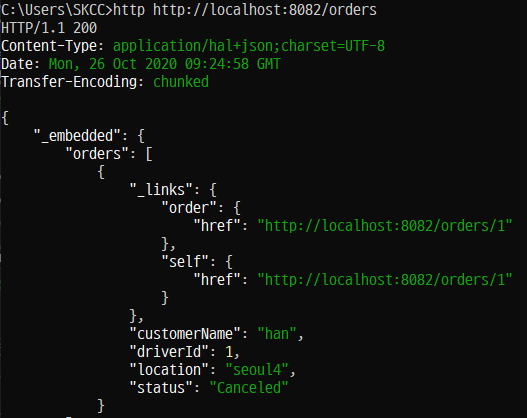 C:\Users\SKCC>http http://localhost:8082/orders
HTTP/1.1 200
Content-Type: application/hal+json;charset=UTF-8
Date: Mon, 26 Oct 2020 09:24:58 GMT
Transfer-Encoding: chunked
{
"_embedded": {
"orders": [
{
"_links": {
"order": {
"href": "http://localhost:8082/orders/1"
},
"self": {
"href": "http://localhost:8082/orders/1"
}
},
"customerName": "han",
"driverId": 1,
"location": "seoul4",
"status": "Canceled"
}